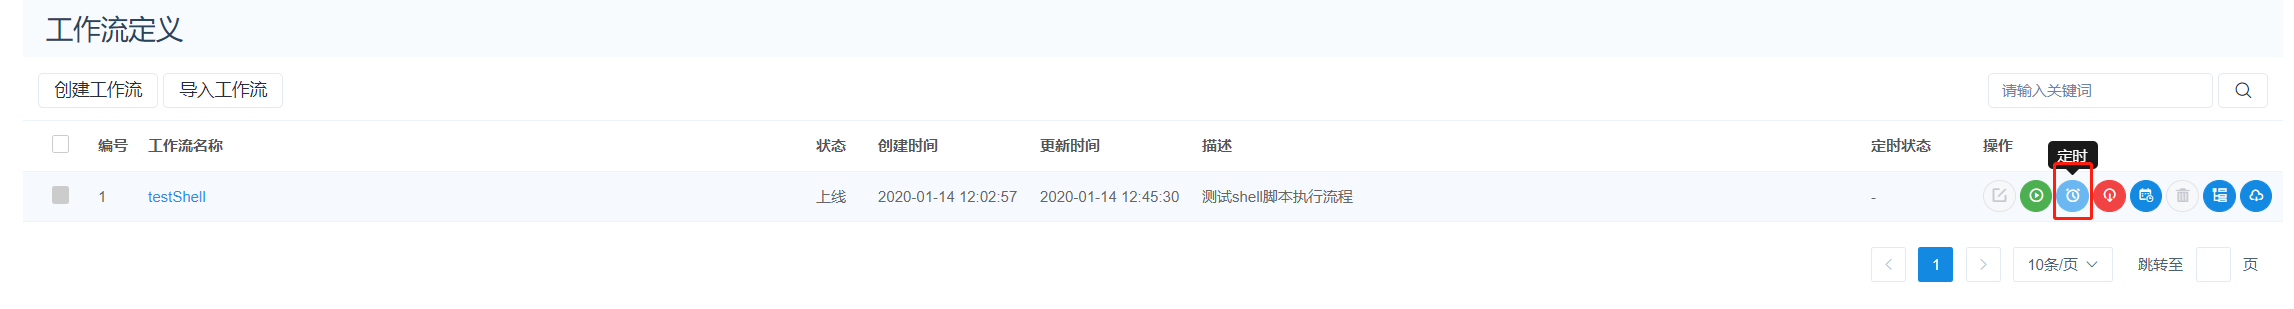 工作流定义
创建工作流 导入工作流 请输入关键词
编号 工作流名称 状态 创建时间 更新时间 描述 定时状态 操作
定时
1 testShell 上线 2020-01-14 12:02:57 2020-01-14 12:45:30 测试shell脚本执行流程 -
1 10条/页 跳转至 页